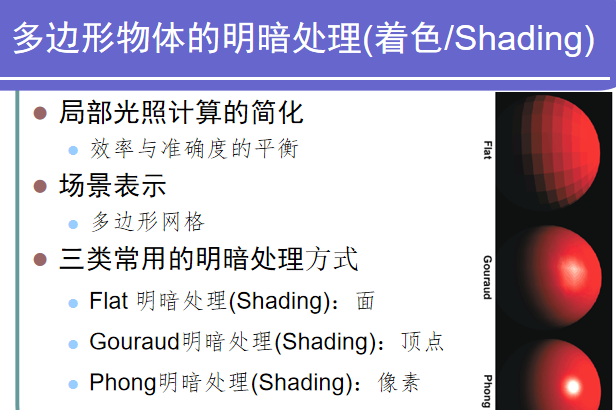 多边形物体的明暗处理(着色/Shading)
局部光照计算的简化
效率与准确度的平衡
场景表示
多边形网格
三类常用的明暗处理方式
Flat 明暗处理(Shading)：面
Gouraud明暗处理(Shading)：顶点
Phong明暗处理(Shading)：像素
Flat
Gouraud
Phong